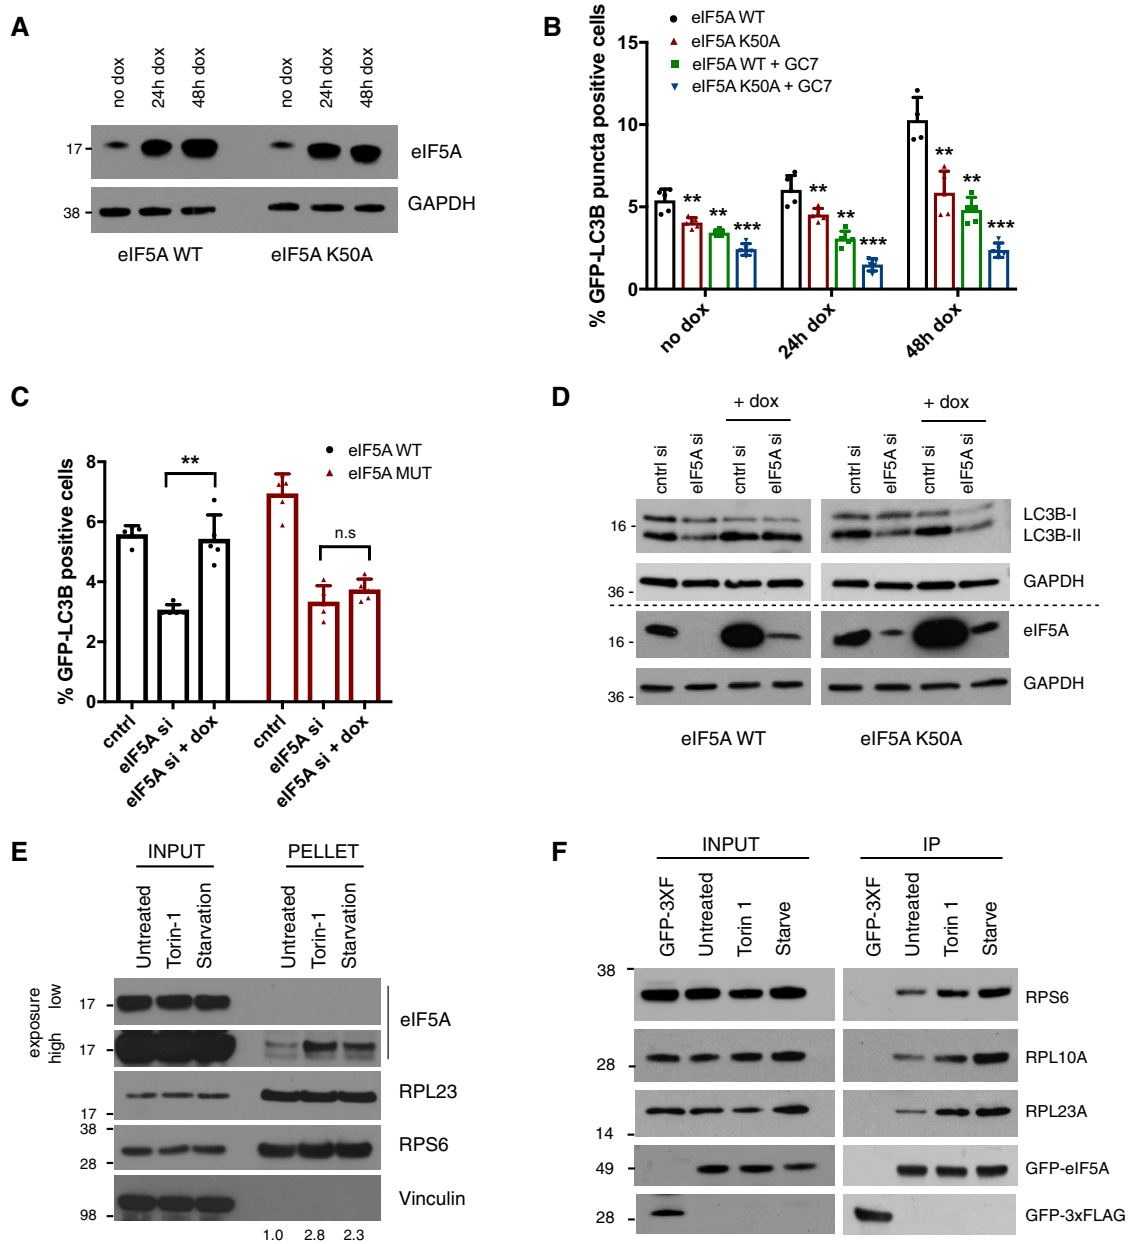 A
no dox
24h dox
48h dox
no dox
24h dox
48h dox
17
eIF5A
38
GAPDH
eIF5A WT
eIF5A K50A
B
eIF5A WT
eIF5A K50A
eIF5A WT + GC7
eIF5A K50A + GC7
% GFP-LC3B puncta positive cells
15
10
5
0
** ** ***
** ** ***
** ** ***
no dox
24h dox
48h dox
C
eIF5A WT
eIF5A MUT
% GFP-LC3B positive cells
8
6
4
2
0
**
n.s
cntrl
eIF5A si
eIF5A si + dox
cntrl
eIF5A si
eIF5A si + dox
D
+ dox
+ dox
cntrl si
eIF5A si
cntrl si
eIF5A si
cntrl si
eIF5A si
cntrl si
eIF5A si
LC3B-I
16 -
LC3B-II
GAPDH
36 -
eIF5A
16 -
GAPDH
36 -
eIF5A WT
eIF5A K50A
E
INPUT
PELLET
Untreated
Torin-1
Starvation
Untreated
Torin-1
Starvation
exposure
low
high
17
eIF5A
17
RPL23
17
38
RPS6
28
Vinculin
98
1.0 2.8 2.3
F
INPUT
IP
GFP-3XF
Untreated
Torin 1
Starve
GFP-3XF
Untreated
Torin 1
Starve
38
RPS6
RPL10A
28
RPL23A
14
49
GFP-eIF5A
28
GFP-3xFLAG